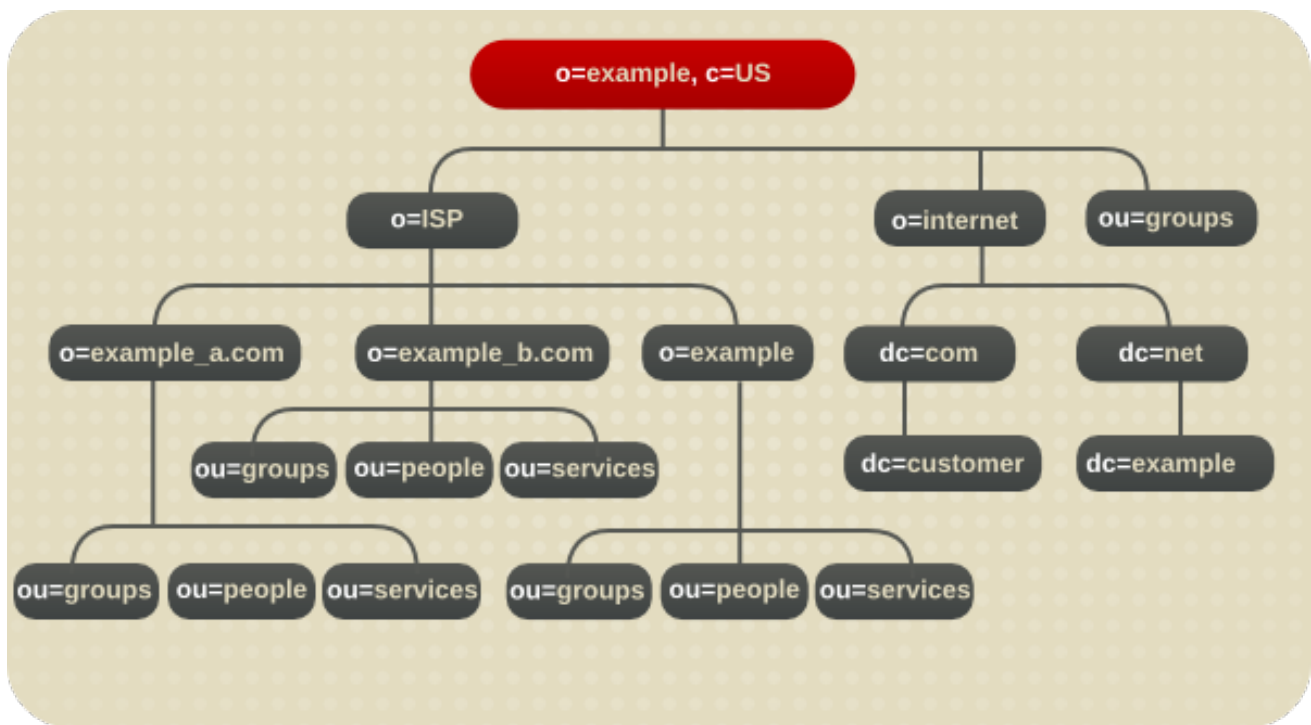 o=example, c=US
o=ISP
o=internet
ou=groups
o=example_a.com
o=example_b.com
o=example
dc=com
dc=net
ou=groups
ou=people
ou=services
dc=customer
dc=example
ou=groups
ou=people
ou=services
ou=groups
ou=people
ou=services